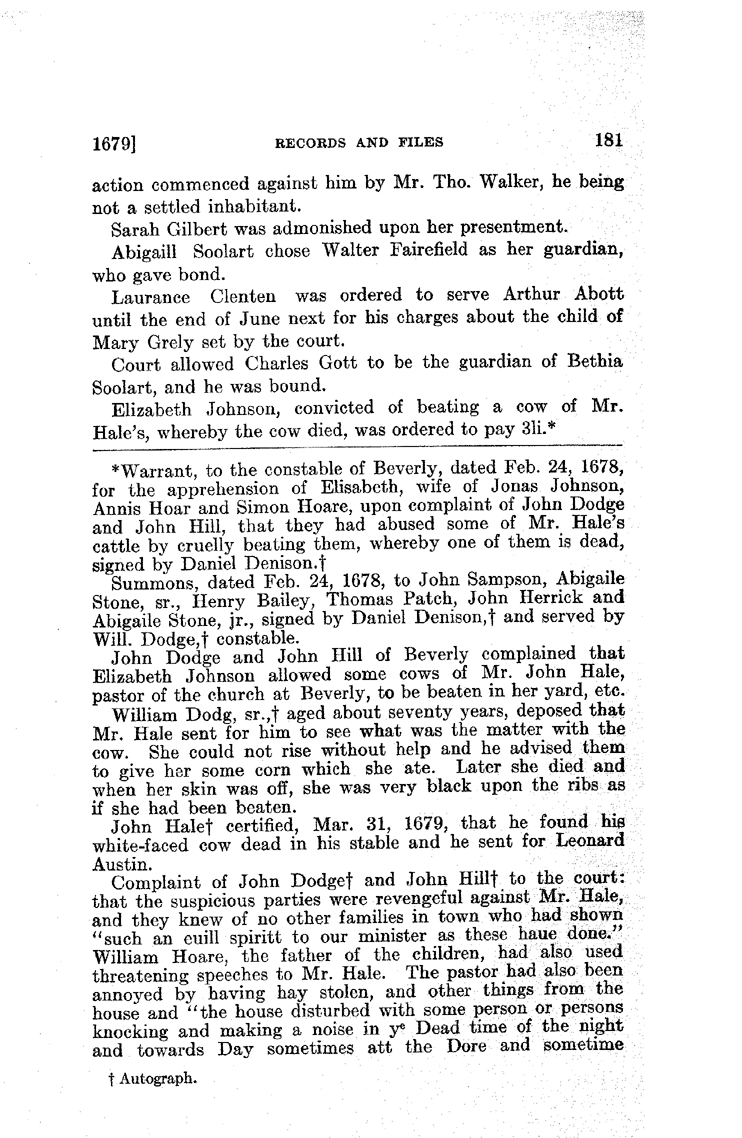 1679] RECORDS AND FILES 181
action commenced against him by Mr. Tho. Walker, he being
not a settled inhabitant.
Sarah Gilbert was admonished upon her presentment.
Abigaill Soolart chose Walter Fairefield as her guardian,
who gave bond.
Laurance Clenten was ordered to serve Arthur Abott
until the end of June next for his charges about the child of
Mary Grely set by the court.
Court allowed Charles Gott to be the guardian of Bethia
Soolart, and he was bound.
Elizabeth Johnson, convicted of beating a cow of Mr.
Hale's, whereby the cow died, was ordered to pay 3li.*
*Warrant, to the constable of Beverly, dated Feb. 24, 1678,
for the apprehension of Elisabeth, wife of Jonas Johnson,
Annis Hoar and Simon Hoare, upon complaint of John Dodge
and John Hill, that they had abused some of Mr. Hale's
cattle by cruelly beating them, whereby one of them is dead,
signed by Daniel Denison.†
Summons, dated Feb. 24, 1678, to John Sampson, Abigaile
Stone, sr., Henry Bailey, Thomas Patch, John Herrick and
Abigaile Stone, jr., signed by Daniel Denison,† and served by
Will. Dodge,† constable.
John Dodge and John Hill of Beverly complained that
Elizabeth Johnson allowed some cows of Mr. John Hale,
pastor of the church at Beverly, to be beaten in her yard, etc.
William Dodg, sr.,† aged about seventy years, deposed that
Mr. Hale sent for him to see what was the matter with the
cow. She could not rise without help and he advised them
to give her some corn which she ate. Later she died and
when her skin was off, she was very black upon the ribs as
if she had been beaten.
John Hale† certified, Mar. 31, 1679, that he found his
white-faced cow dead in his stable and he sent for Leonard
Austin.
Complaint of John Dodge† and John Hill† to the court:
that the suspicious parties were revengeful against Mr. Hale,
and they knew of no other families in town who had shown
"such an euill spiritt to our minister as these haue done."
William Hoare, the father of the children, had also used
threatening speeches to Mr. Hale. The pastor had also been
annoyed by having hay stolen, and other things from the
house and "the house disturbed with some person or persons
knocking and making a noise in yᵉ Dead time of the night
and towards Day sometimes att the Dore and sometime
† Autograph.